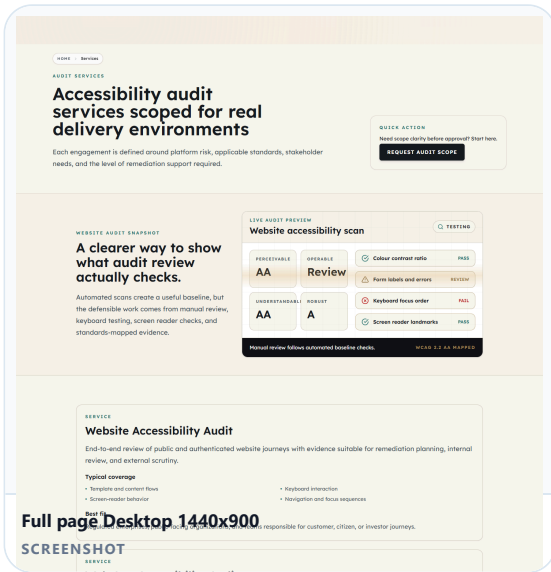 HOME Services
AUDIT SERVICES
Accessibility audit
services scoped for real
delivery environments
Each engagement is defined around platform risk, applicable standards, stakeholder
needs, and the level of remediation support required.
QUICK ACTION
Need scope clarity before approval? Start here.
REQUEST AUDIT SCOPE
WEBSITE AUDIT SNAPSHOT
A clearer way to show
what audit review
actually checks.
Automated scans create a useful baseline, but
the defensible work comes from manual review,
keyboard testing, screen reader checks, and
standards-mapped evidence.
LIVE AUDIT PREVIEW
Website accessibility scan
TESTING
PERCEIVABLE
AA
OPERABLE
Review
UNDERSTANDABL
AA
ROBUST
A
Colour contrast ratio PASS
Form labels and errors REVIEW
Keyboard focus order FAIL
Screen reader landmarks PASS
Manual review follows automated baseline checks. WCAG 2.2 AA MAPPED
SERVICE
Website Accessibility Audit
End-to-end review of public and authenticated website journeys with evidence suitable for remediation planning, internal
review, and external scrutiny.
Typical coverage
• Template and content flows
• Keyboard interaction
• Screen-reader behavior
• Navigation and focus sequences
Best fit
responsible for customer, citizen, or investor journeys.
Full page Desktop 1440x900
SCREENSHOT
SERVICE